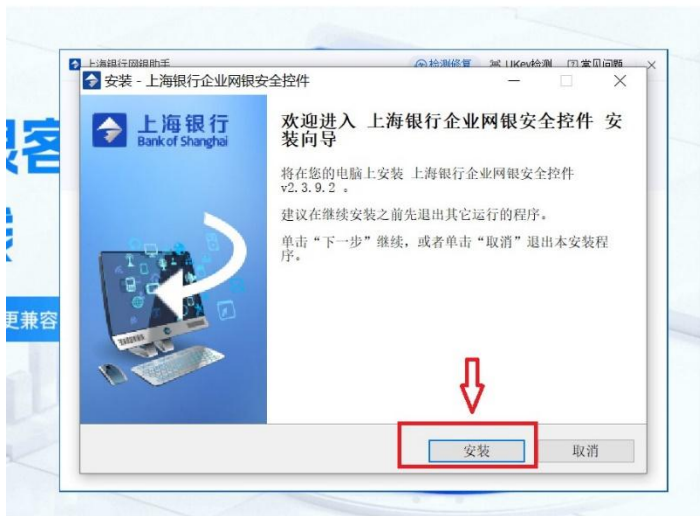 上海银行网银助手
检测修复 UKey检测 常见问题
安装 - 上海银行企业网银安全控件
上海银行
Bank of Shanghai
欢迎进入 上海银行企业网银安全控件 安
装向导
将在您的电脑上安装 上海银行企业网银安全控件
v2.3.9.2 。
建议在继续安装之前先退出其它运行的程序。
单击“下一步”继续，或者单击“取消”退出本安装程
序。
更兼容
安装 取消